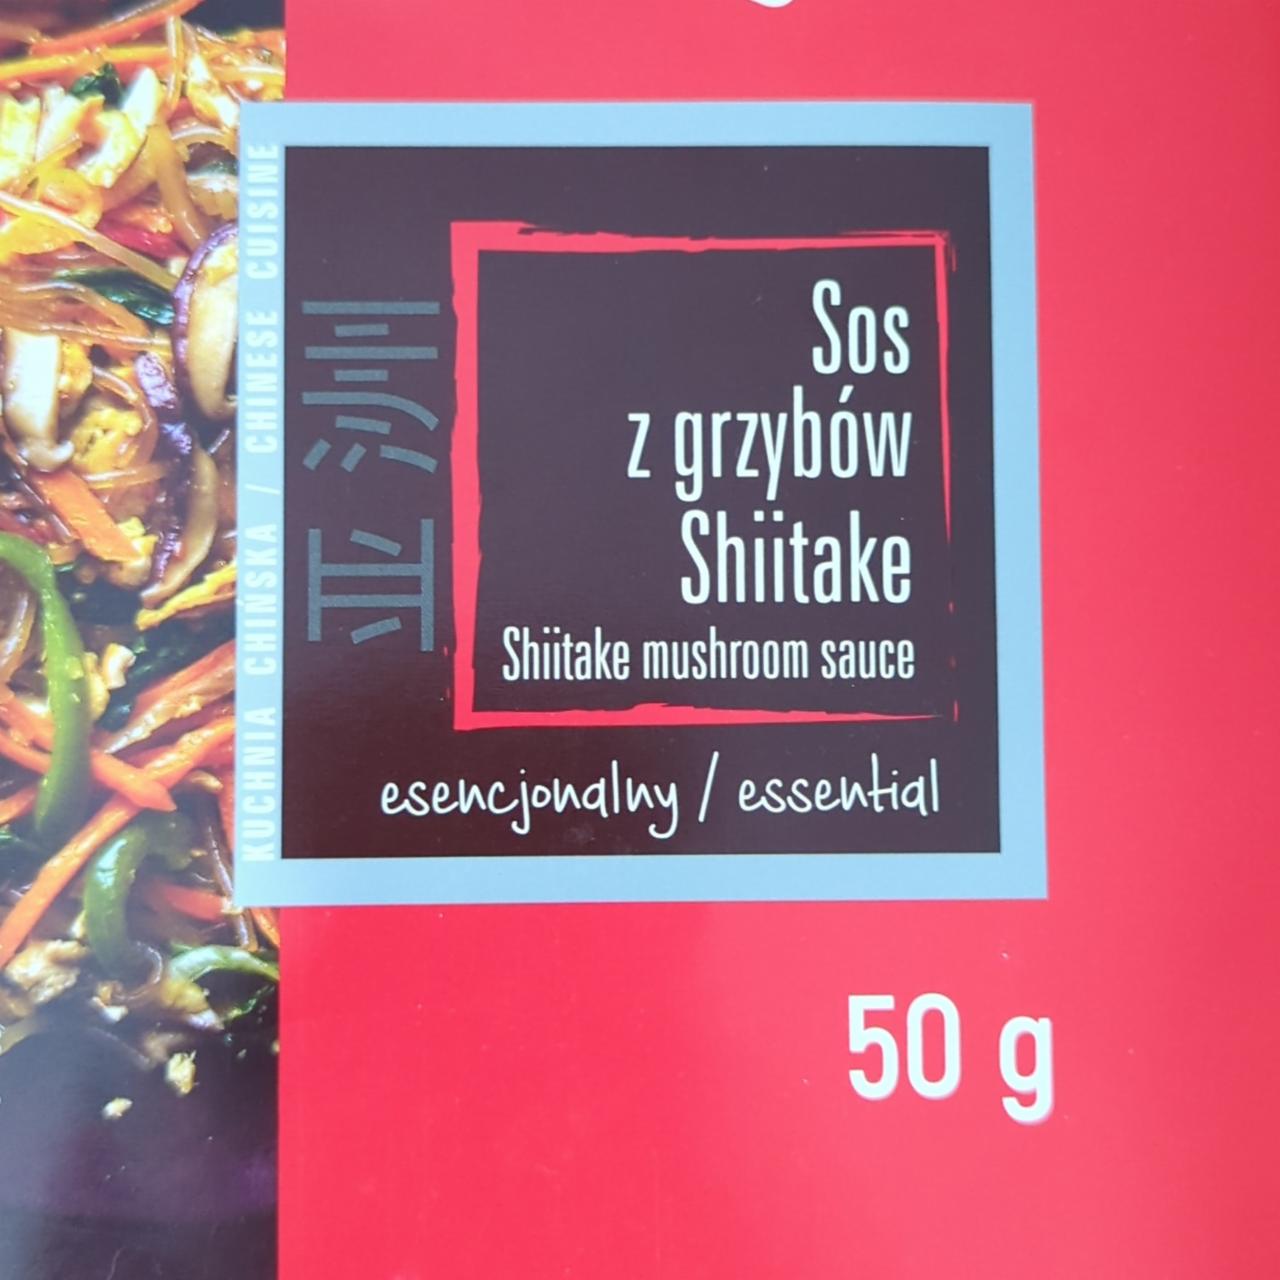 KUCHNIA CHIŃSKA / CHINESE CUISINE
亚洲
Sos
z grzybów
Shiitake
Shiitake mushroom sauce
esencjonalny / essential
50 g